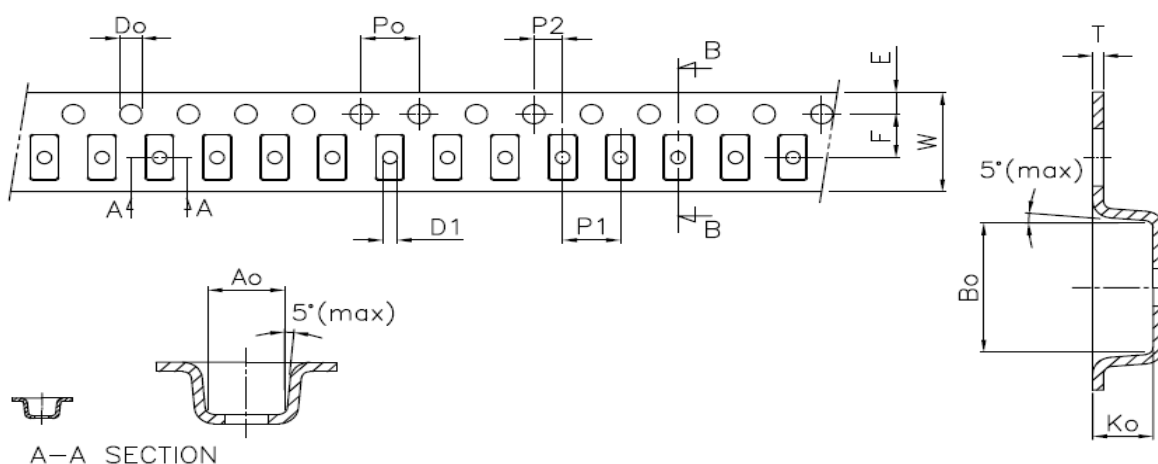 Do
Po
P2
B
T
E
F
W
A
A
D1
P1
B
5°(max)
Bo
Ko
Ao
5°(max)
A-A SECTION